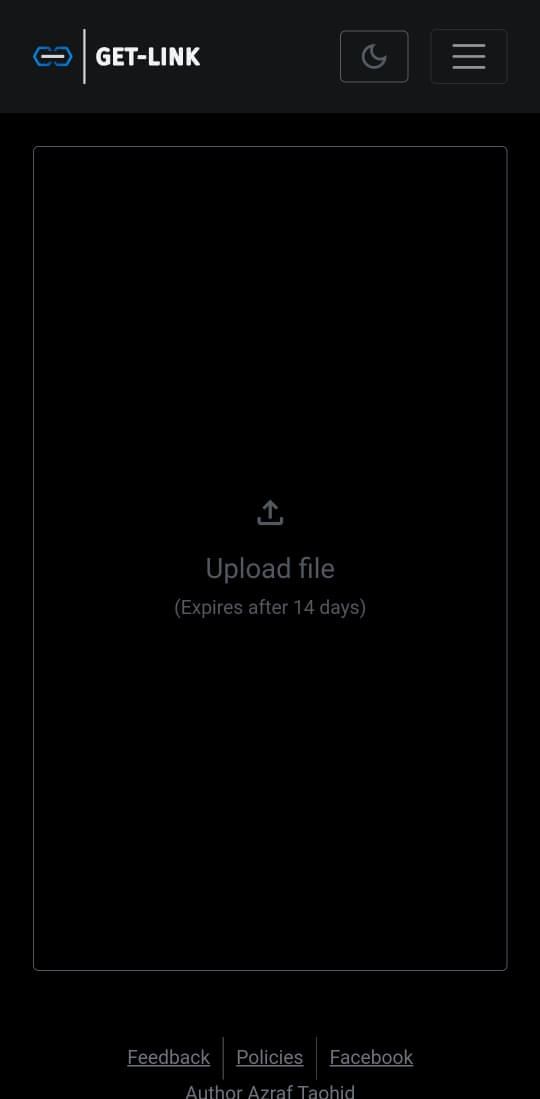 GET-LINK
Upload file
(Expires after 14 days)
Feedback Policies Facebook
Author Azraf Taohid